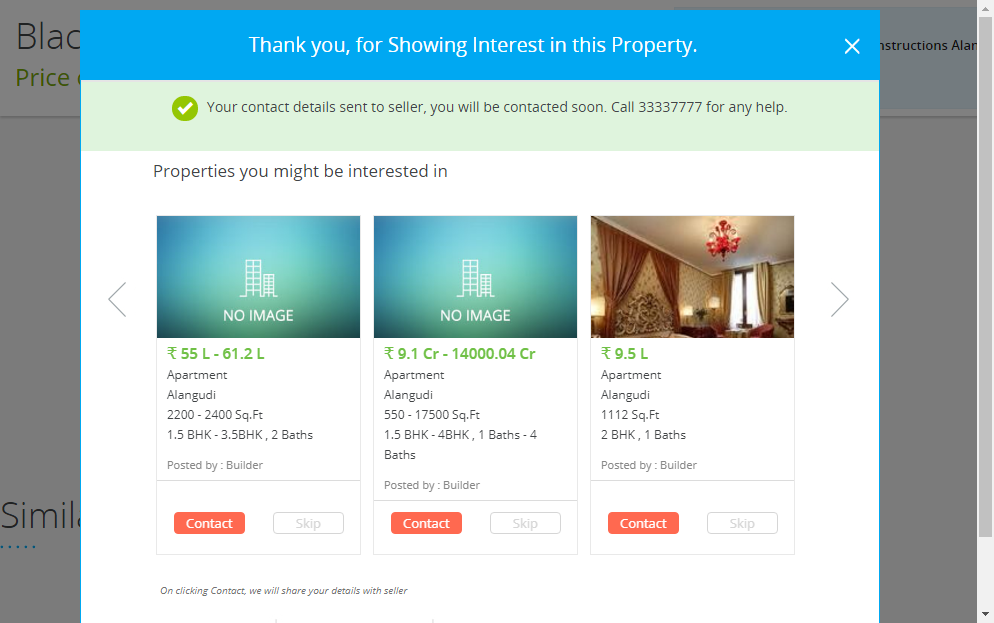 Thank you, for Showing Interest in this Property.
Your contact details sent to seller, you will be contacted soon. Call 33337777 for any help.
Price
Properties you might be interested in
NO IMAGE
₹ 55 L - 61.2 L
Apartment
Alangudi
2200 - 2400 Sq.Ft
1.5 BHK - 3.5BHK , 2 Baths
Posted by : Builder
Contact
Skip
NO IMAGE
₹ 9.1 Cr - 14000.04 Cr
Apartment
Alangudi
550 - 17500 Sq.Ft
1.5 BHK - 4BHK , 1 Baths - 4
Baths
Posted by : Builder
Contact
Skip
₹ 9.5 L
Apartment
Alangudi
1112 Sq.Ft
2 BHK , 1 Baths
Posted by : Builder
Contact
Skip
On clicking Contact, we will share your details with seller